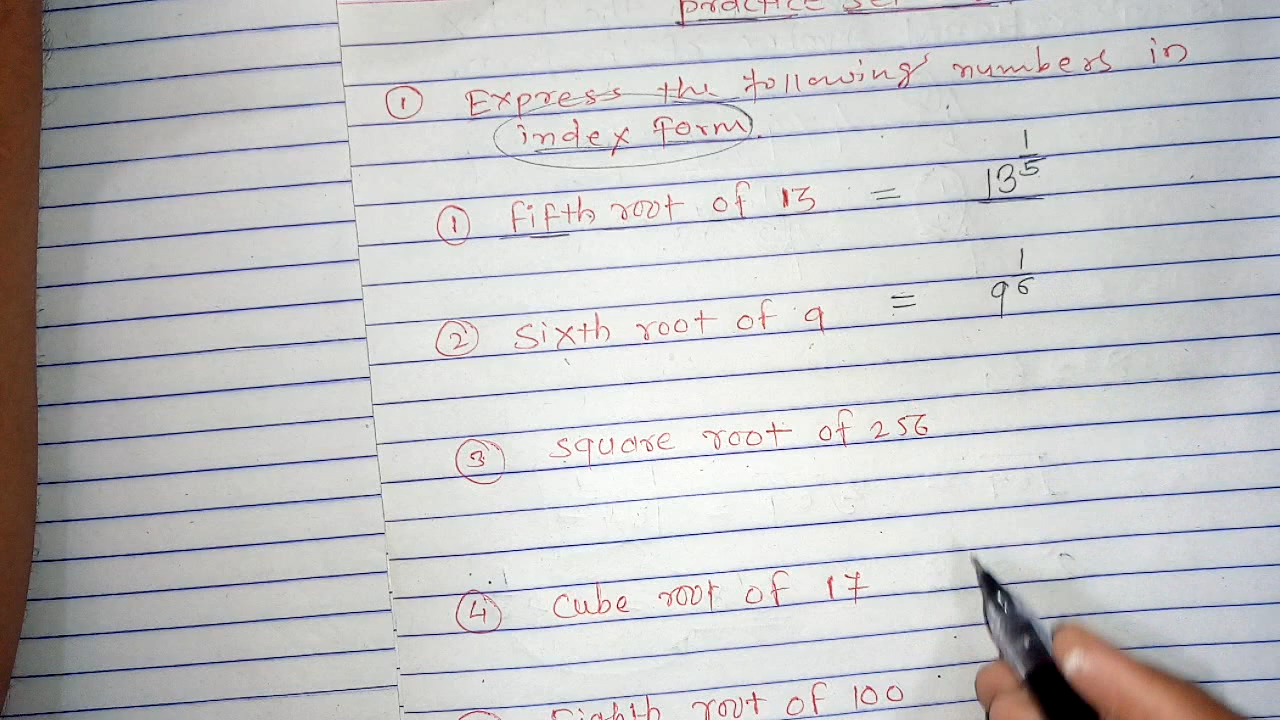 practice set
① Express the following numbers in
index form.
① fifth root of 13 = 13^(1/5)
② Sixth root of 9 = 9^(1/6)
③ square root of 256
④ cube root of 17
Eighth root of 100